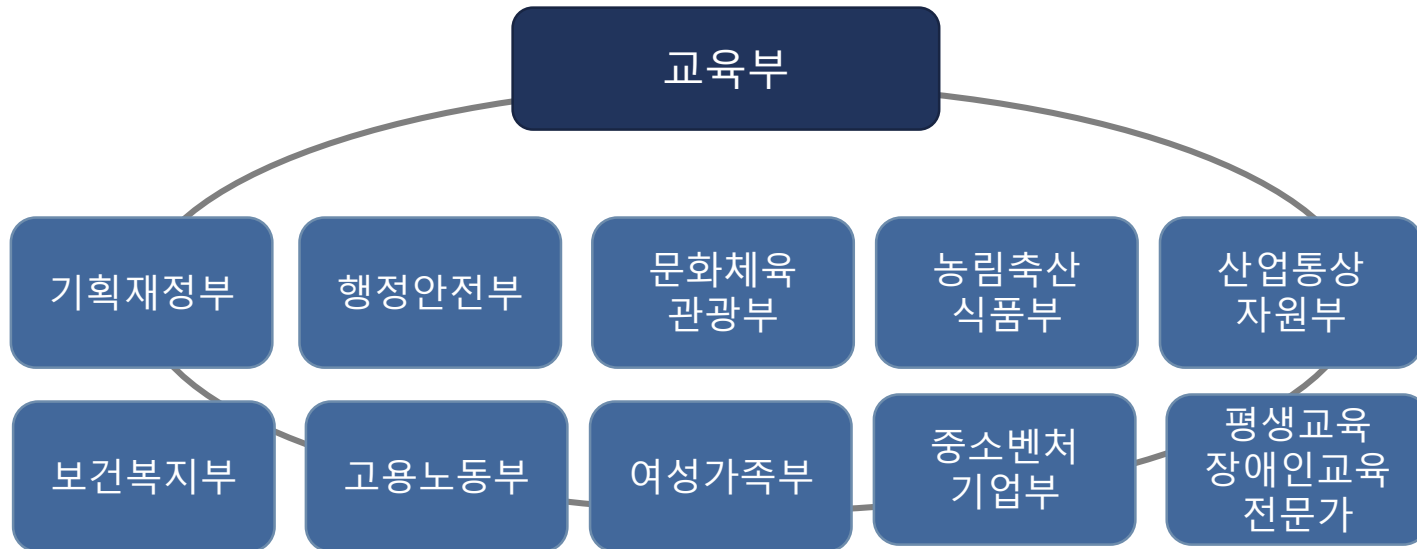 교육부
기획재정부
행정안전부
문화체육
관광부
농림축산
식품부
산업통상
자원부
보건복지부
고용노동부
여성가족부
중소벤처
기업부
평생교육
장애인교육
전문가